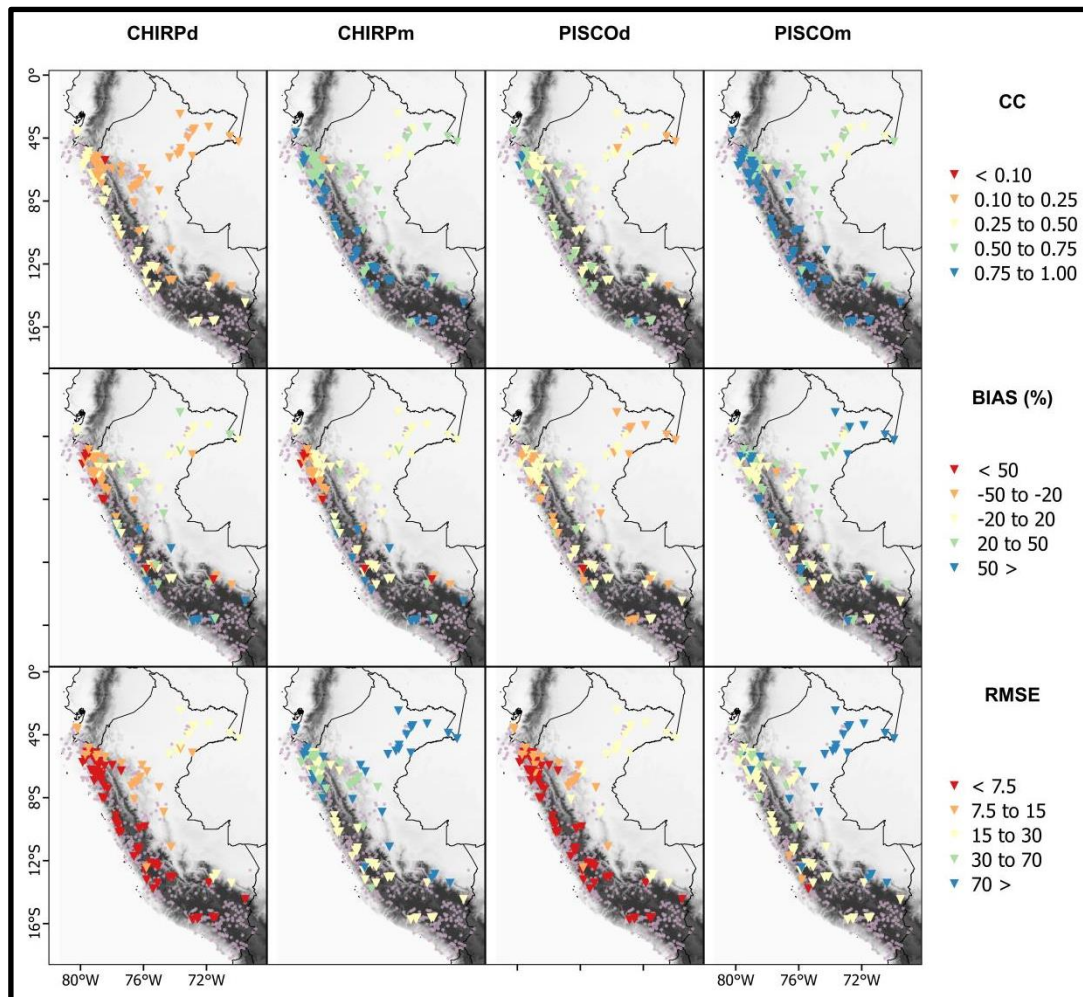 CHIRPd CHIRPm PISCOd PISCOm
0°
4°S
8°S
12°S
16°S
CC
< 0.10
0.10 to 0.25
0.25 to 0.50
0.50 to 0.75
0.75 to 1.00
BIAS (%)
< 50
-50 to -20
-20 to 20
20 to 50
50 >
0°
4°S
8°S
12°S
16°S
RMSE
< 7.5
7.5 to 15
15 to 30
30 to 70
70 >
80°W 76°W 72°W 80°W 76°W 72°W